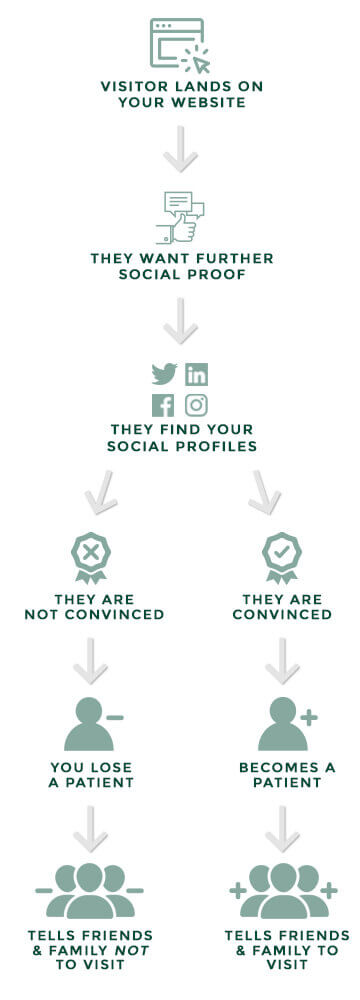 VISITOR LANDS ON
YOUR WEBSITE
THEY WANT FURTHER
SOCIAL PROOF
THEY FIND YOUR
SOCIAL PROFILES
THEY ARE
NOT CONVINCED
THEY ARE
CONVINCED
YOU LOSE
A PATIENT
BECOMES A
PATIENT
TELLS FRIENDS
& FAMILY NOT
TO VISIT
TELLS FRIENDS
& FAMILY TO
VISIT